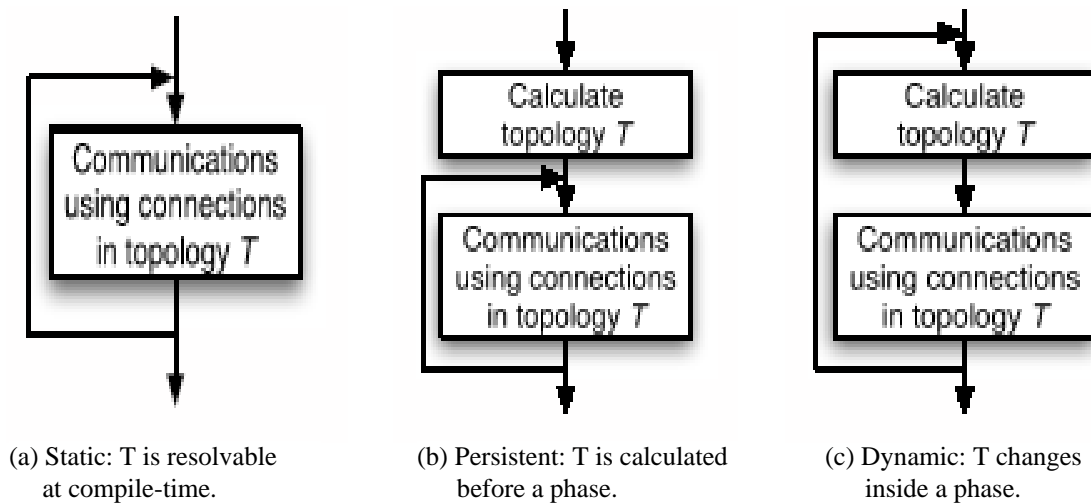 Communications
using connections
in topology T
Calculate
topology T
Communications
using connections
in topology T
Calculate
topology T
Communications
using connections
in topology T
(a) Static: T is resolvable
at compile-time.
(b) Persistent: T is calculated
before a phase.
(c) Dynamic: T changes
inside a phase.